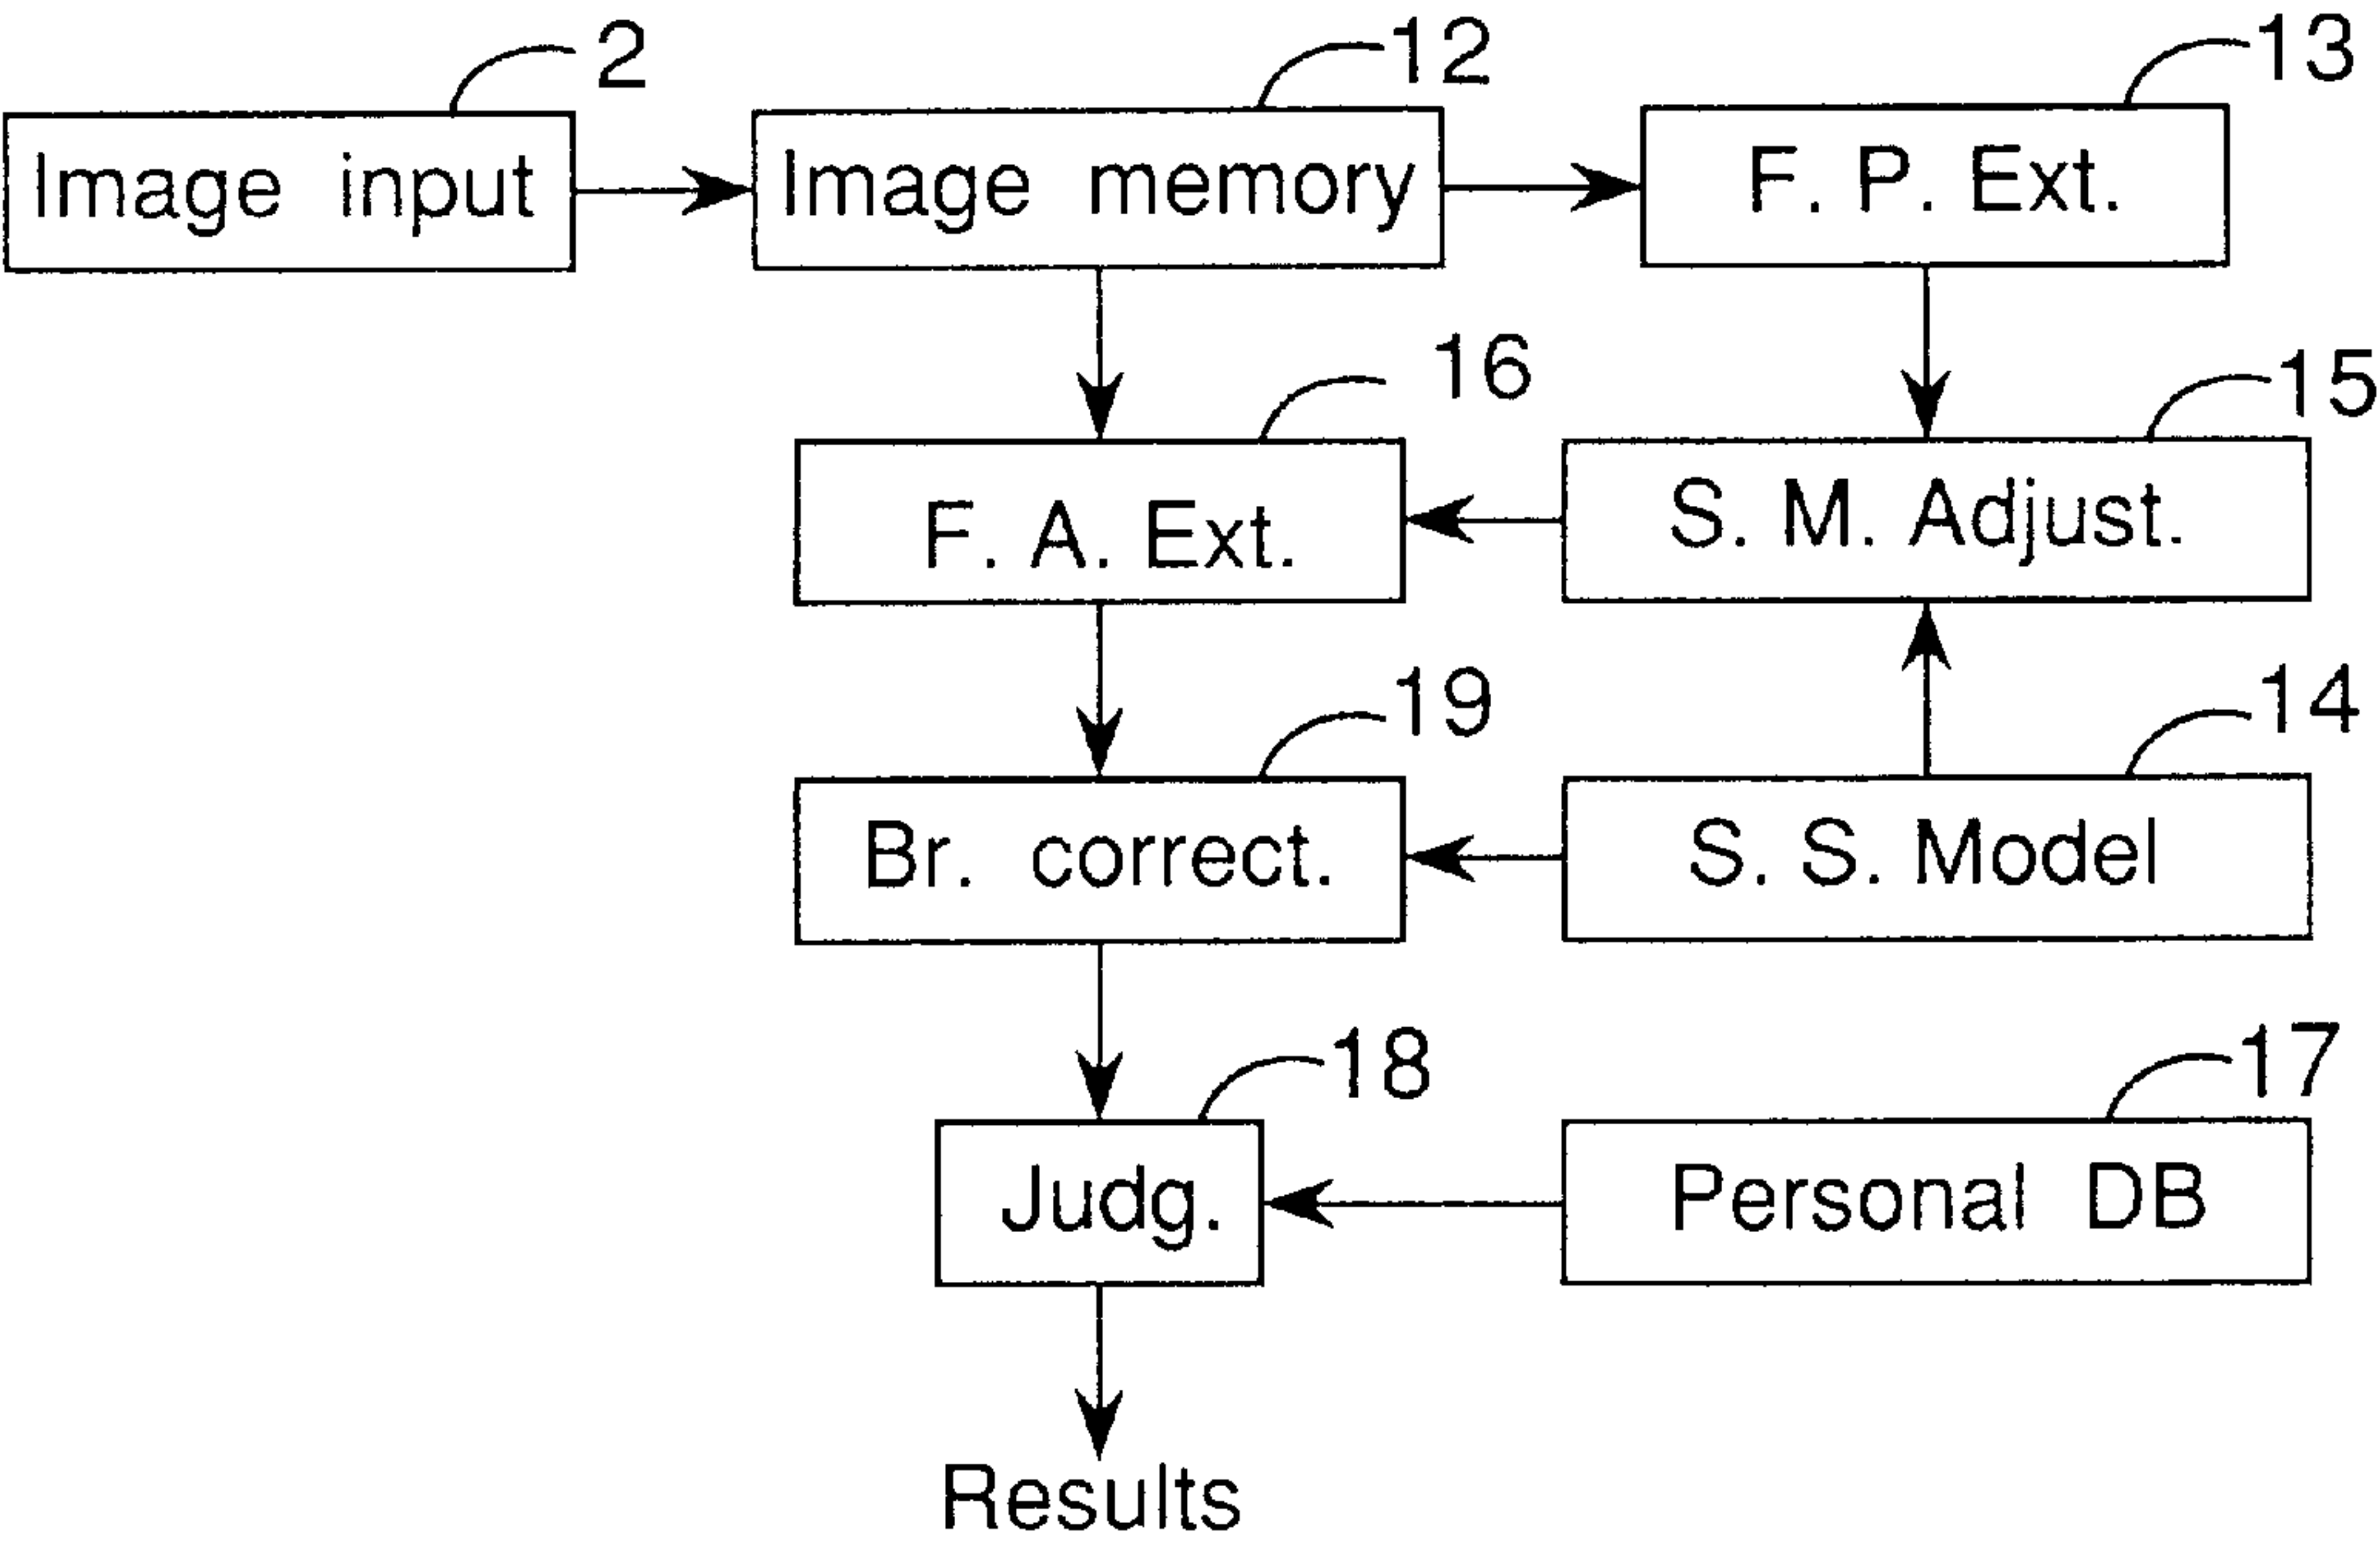 2
12
13
Image input
Image memory
F. P. Ext.
16
15
F. A. Ext.
S. M. Adjust.
19
14
Br. correct.
S. S. Model
18
17
Judg.
Personal DB
Results